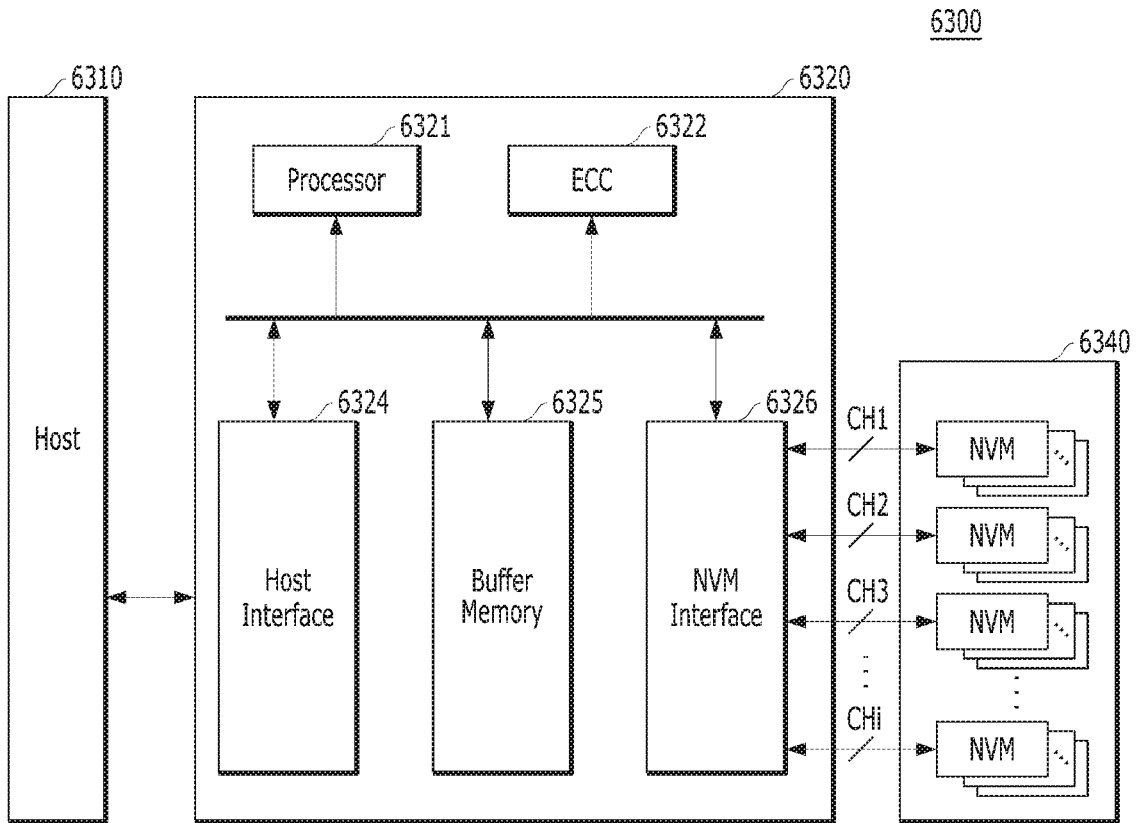 6300
6310
6320
6321
6322
Processor
ECC
6340
6324
6325
6326
CH1
Host
NVM
CH2
NVM
Host
Interface
Buffer
Memory
NVM
Interface
CH3
NVM
CHi
NVM